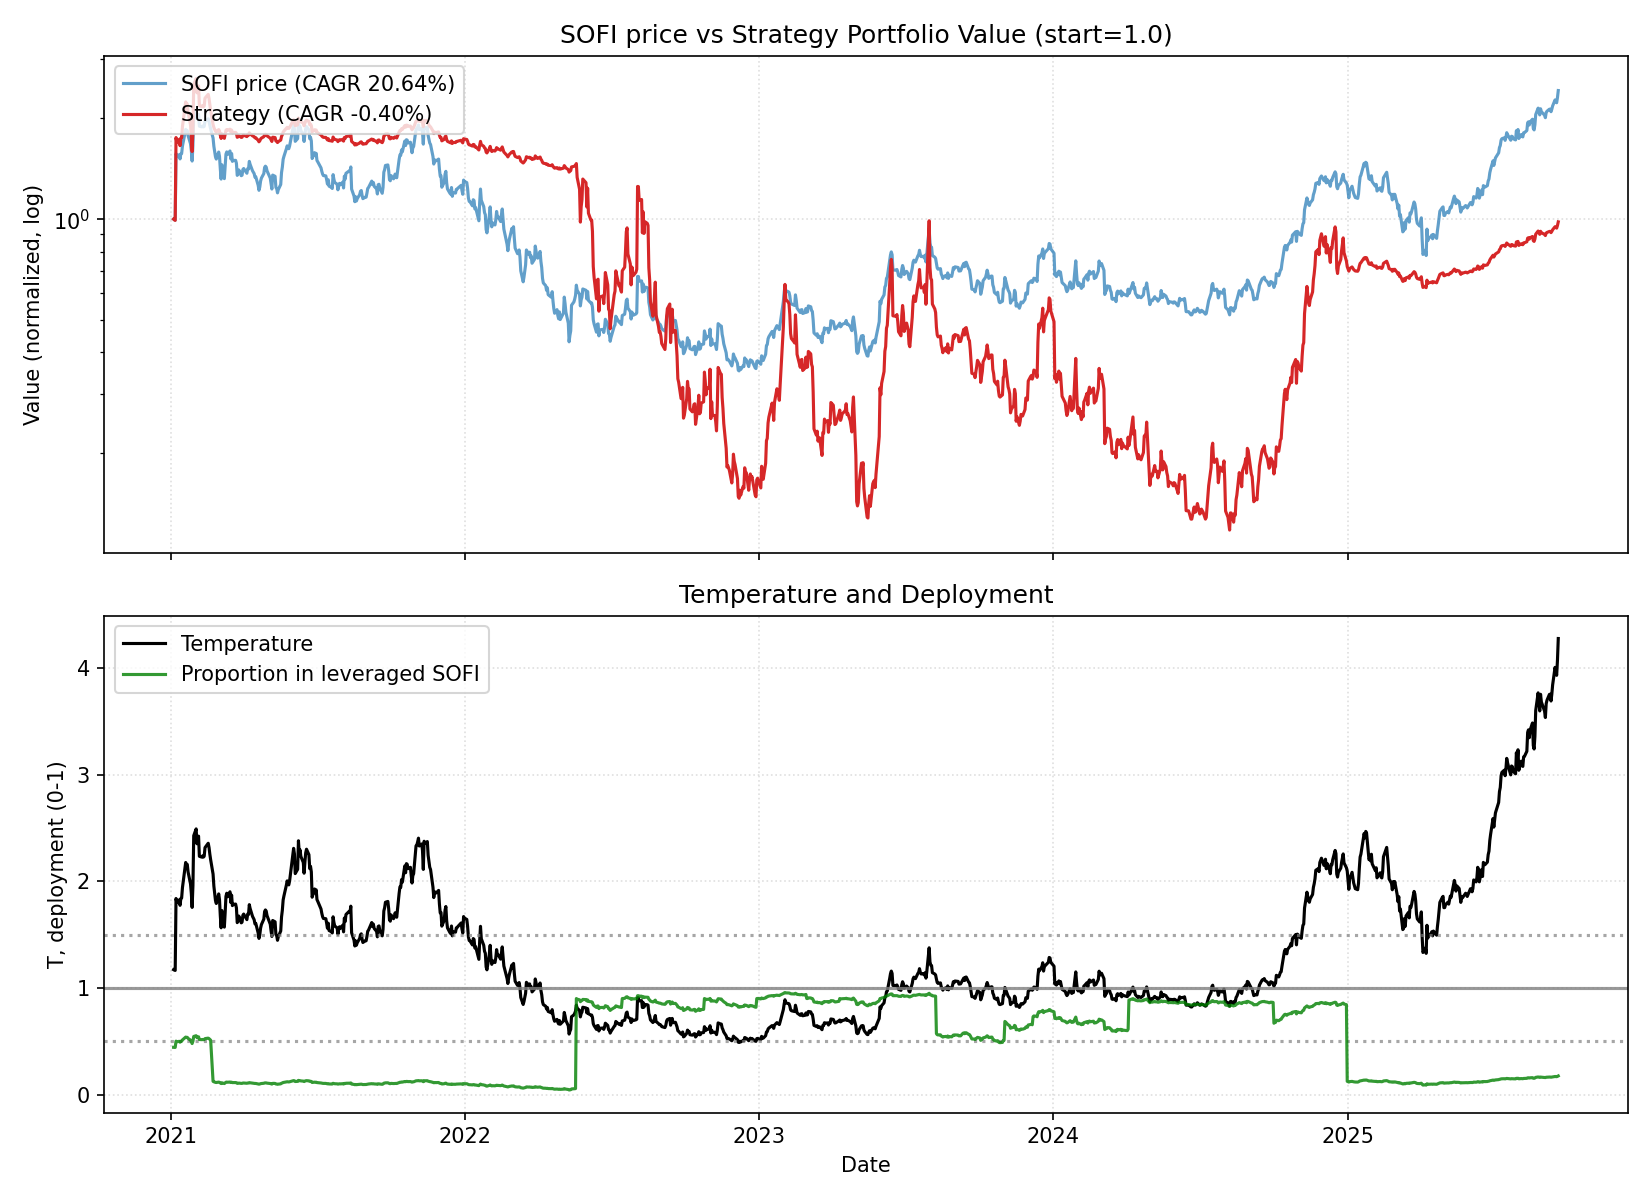 SOFI price vs Strategy Portfolio Value (start=1.0)
SOFI price (CAGR 20.64%)
Strategy (CAGR -0.40%)
Value (normalized, log)
10⁰
Temperature and Deployment
Temperature
Proportion in leveraged SOFI
T, deployment (0-1)
4
3
2
1
0
2021 2022 2023 2024 2025
Date